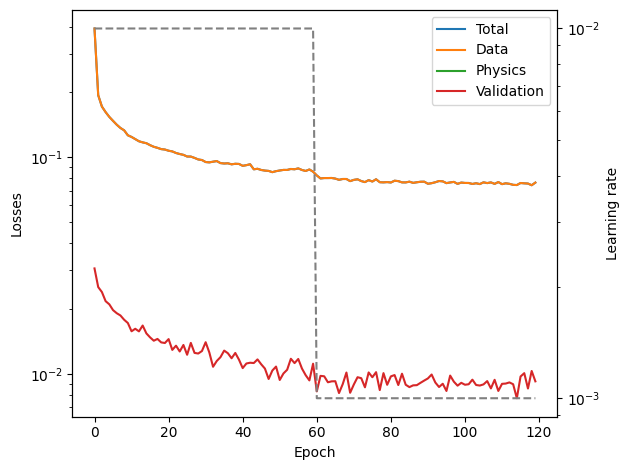 Total
Data
Physics
Validation
Losses
10^{-1}
10^{-2}
Learning rate
10^{-2}
10^{-3}
0 20 40 60 80 100 120
Epoch